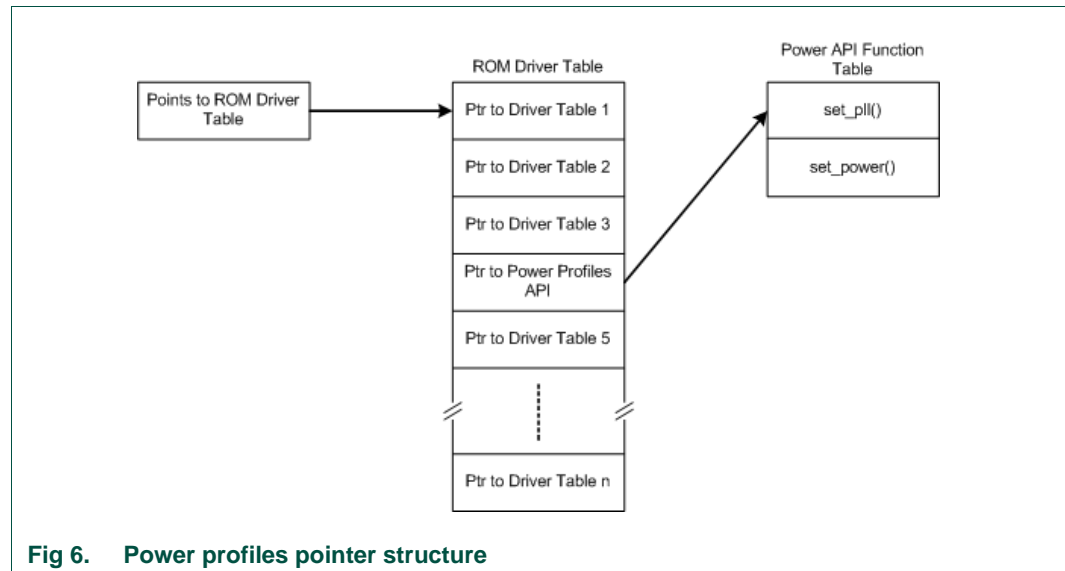 Points to ROM Driver
Table
ROM Driver Table
Ptr to Driver Table 1
Ptr to Driver Table 2
Ptr to Driver Table 3
Ptr to Power Profiles
API
Ptr to Driver Table 5
Ptr to Driver Table n
Power API Function
Table
set_pll()
set_power()
Fig 6. Power profiles pointer structure